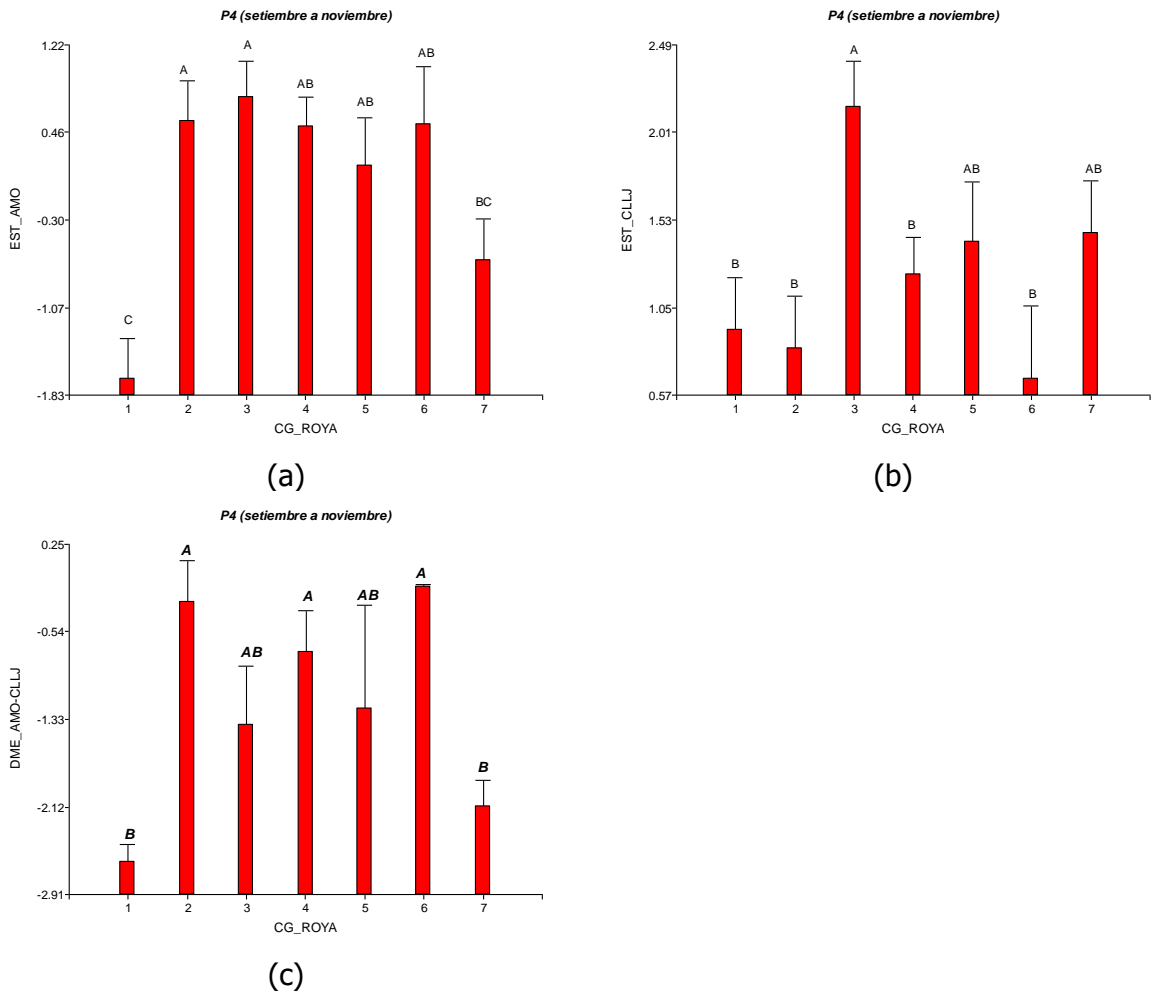 P4 (setiembre a noviembre)
1.22
0.46
-0.30
-1.07
-1.83
EST_AMO
A
A
AB
AB
AB
BC
C
1
2
3
4
5
6
7
CG_ROYA
(a)
P4 (setiembre a noviembre)
2.49
2.01
1.53
1.05
0.57
EST_CLLJ
A
AB
AB
B
B
B
B
1
2
3
4
5
6
7
CG_ROYA
(b)
P4 (setiembre a noviembre)
0.25
-0.54
-1.33
-2.12
-2.91
DME_AMO-CLLJ
A
A
A
AB
AB
B
B
1
2
3
4
5
6
7
CG_ROYA
(c)